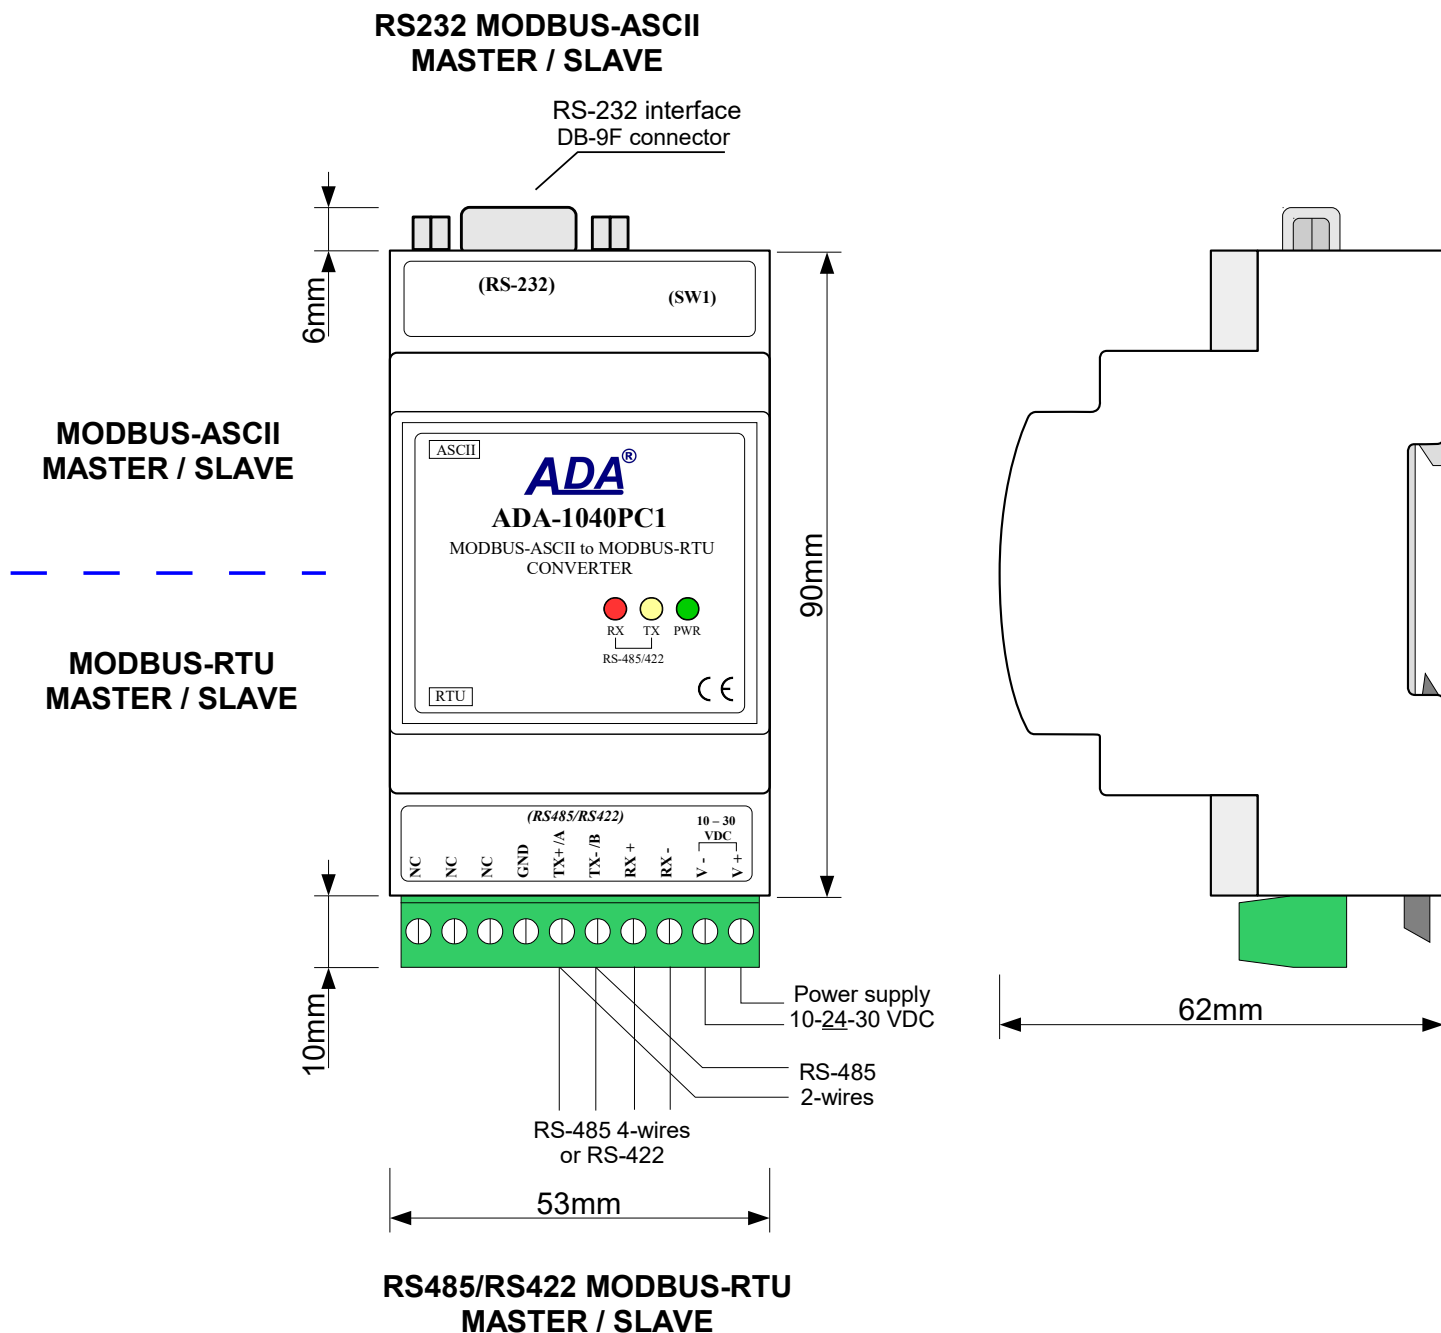 RS232 MODBUS-ASCII
MASTER / SLAVE
RS-232 interface
DB-9F connector
6mm
(RS-232)
(SW1)
MODBUS-ASCII
MASTER / SLAVE
ASCII
ADA®
ADA-1040PC1
MODBUS-ASCII to MODBUS-RTU
CONVERTER
RX TX PWR
RS-485/422
RTU
CE
MODBUS-RTU
MASTER / SLAVE
90mm
(RS485/RS422)
10 – 30
VDC
NC
NC
NC
GND
TX+ /A
TX- /B
RX +
RX -
V -
V +
10mm
Power supply
10-24-30 VDC
62mm
RS-485
2-wires
RS-485 4-wires
or RS-422
53mm
RS485/RS422 MODBUS-RTU
MASTER / SLAVE